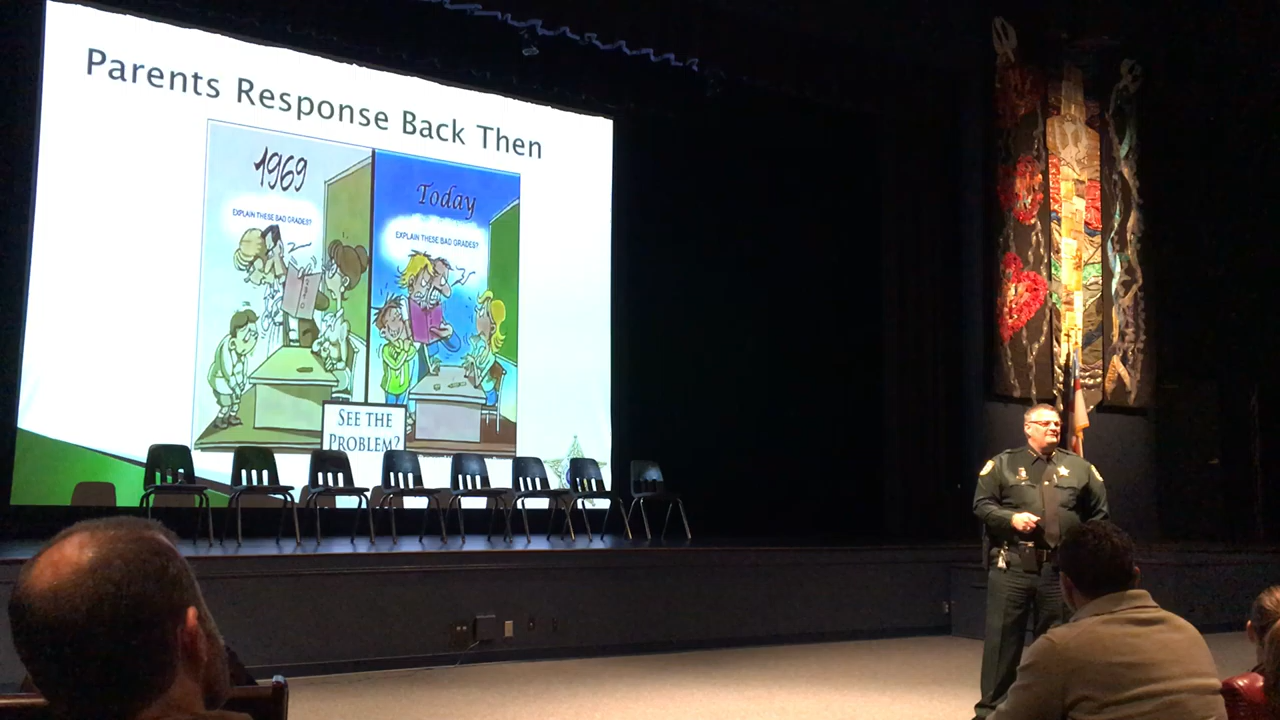 Parents Response Back Then
1969
EXPLAIN THESE BAD GRADES?
Today
EXPLAIN THESE BAD GRADES?
SEE THE
PROBLEM?